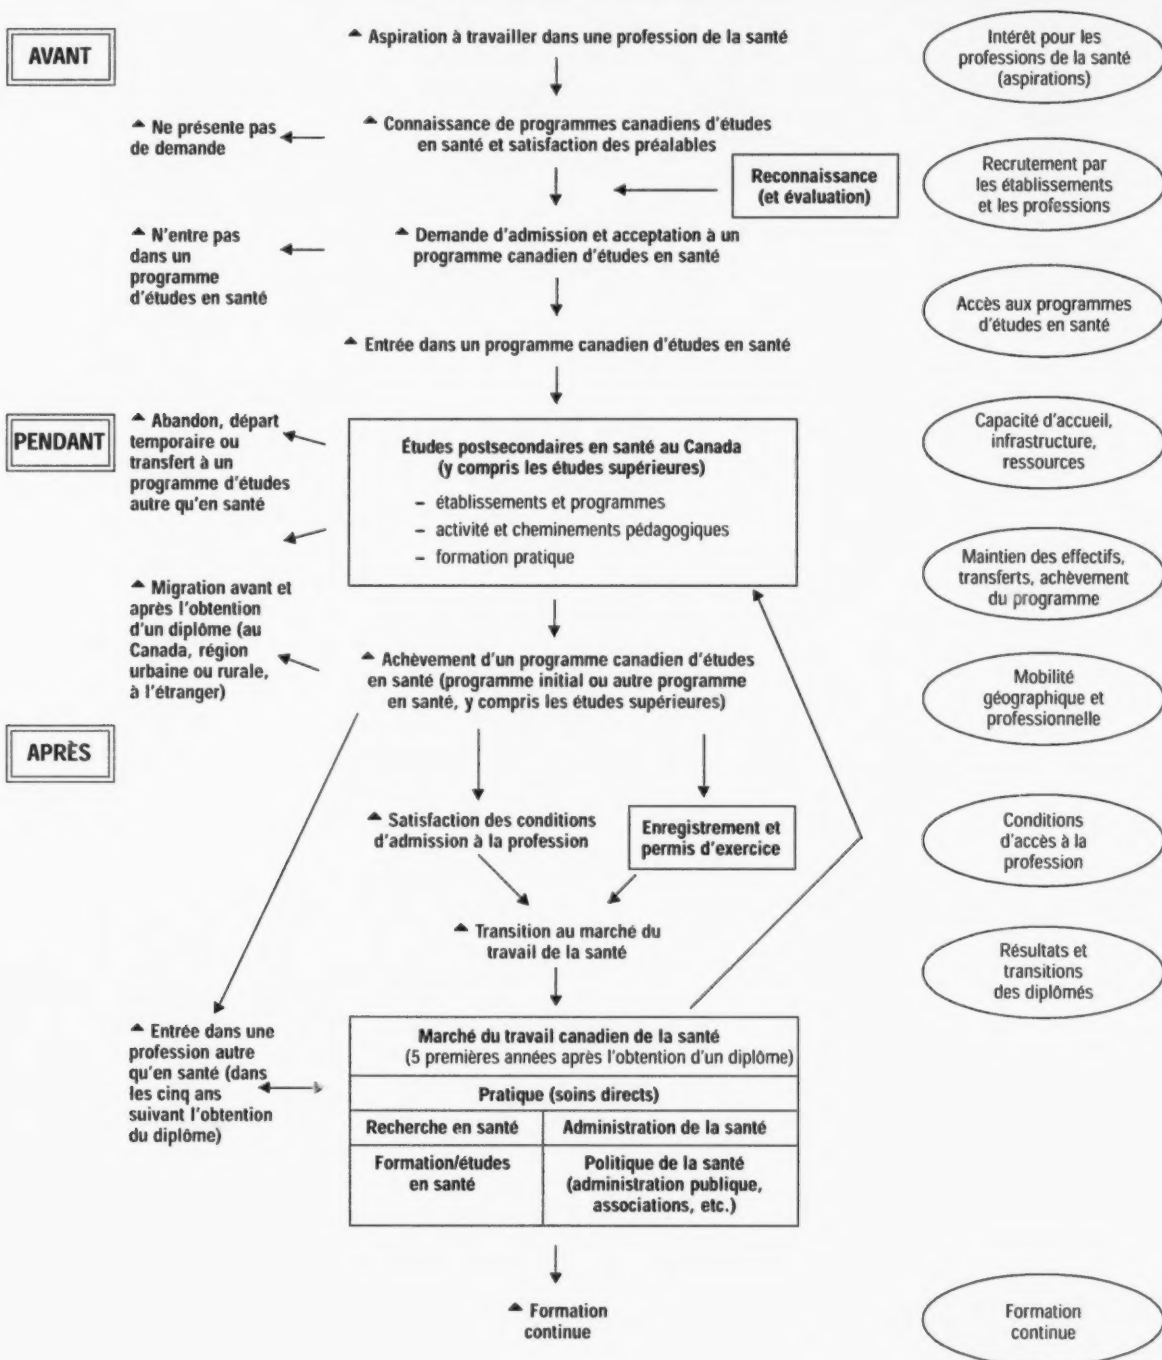 AVANT
▲ Aspiration à travailler dans une profession de la santé
Intérêt pour les
professions de la santé
(aspirations)
▲ Ne présente pas
de demande
▲ Connaissance de programmes canadiens d'études
en santé et satisfaction des préalables
Reconnaissance
(et évaluation)
Recrutement par
les établissements
et les professions
▲ N'entre pas
dans un
programme
d'études en santé
▲ Demande d'admission et acceptation à un
programme canadien d'études en santé
Accès aux programmes
d'études en santé
▲ Entrée dans un programme canadien d'études en santé
PENDANT
▲ Abandon, départ
temporaire ou
transfert à un
programme d'études
autre qu'en santé
Études postsecondaires en santé au Canada
(y compris les études supérieures)
– établissements et programmes
– activité et cheminements pédagogiques
– formation pratique
Capacité d'accueil,
infrastructure,
ressources
Maintien des effectifs,
transferts, achèvement
du programme
▲ Migration avant et
après l'obtention
d'un diplôme (au
Canada, région
urbaine ou rurale,
à l'étranger)
▲ Achèvement d'un programme canadien d'études
en santé (programme initial ou autre programme
en santé, y compris les études supérieures)
Mobilité
géographique et
professionnelle
APRÈS
▲ Satisfaction des conditions
d'admission à la profession
Enregistrement et
permis d'exercice
Conditions
d'accès à la
profession
▲ Transition au marché du
travail de la santé
Résultats et
transitions
des diplômés
▲ Entrée dans une
profession autre
qu'en santé (dans
les cinq ans
suivant l'obtention
du diplôme)
Marché du travail canadien de la santé
(5 premières années après l'obtention d'un diplôme)
Pratique (soins directs)
Recherche en santé
Administration de la santé
Formation/études
en santé
Politique de la santé
(administration publique,
associations, etc.)
▲ Formation
continue
Formation
continue